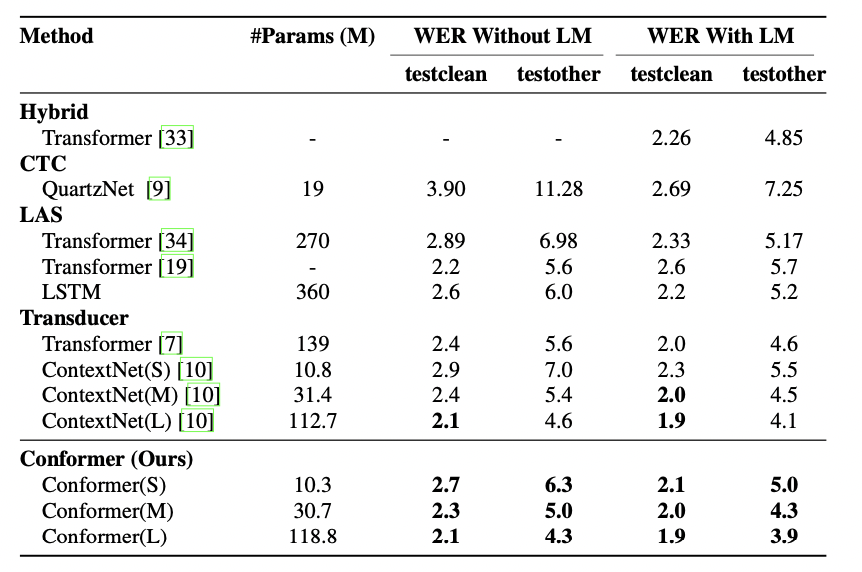 Method #Params (M) WER Without LM WER With LM
testclean testother testclean testother
Hybrid
Transformer [33] - - - 2.26 4.85
CTC
QuartzNet [9] 19 3.90 11.28 2.69 7.25
LAS
Transformer [34] 270 2.89 6.98 2.33 5.17
Transformer [19] - 2.2 5.6 2.6 5.7
LSTM 360 2.6 6.0 2.2 5.2
Transducer
Transformer [7] 139 2.4 5.6 2.0 4.6
ContextNet(S) [10] 10.8 2.9 7.0 2.3 5.5
ContextNet(M) [10] 31.4 2.4 5.4 2.0 4.5
ContextNet(L) [10] 112.7 2.1 4.6 1.9 4.1
Conformer (Ours)
Conformer(S) 10.3 2.7 6.3 2.1 5.0
Conformer(M) 30.7 2.3 5.0 2.0 4.3
Conformer(L) 118.8 2.1 4.3 1.9 3.9